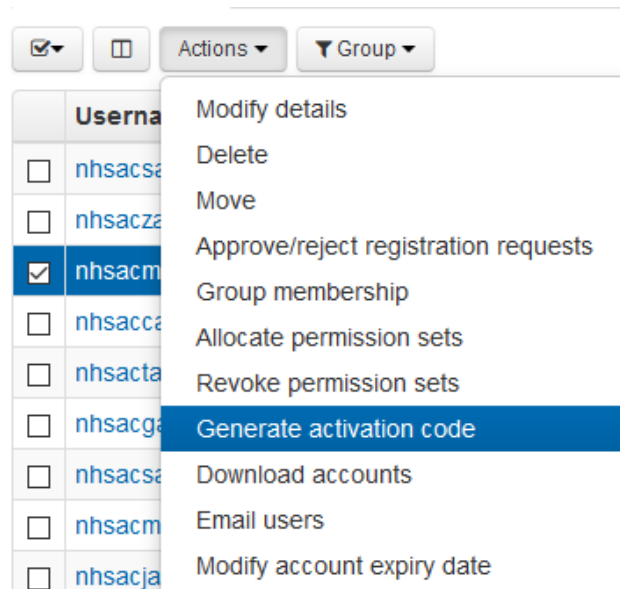 Actions Group
Userna
Modify details
Delete
Move
Approve/reject registration requests
Group membership
Allocate permission sets
Revoke permission sets
Generate activation code
Download accounts
Email users
Modify account expiry date
nhsacsa
nhsacza
nhsacm
nhsacca
nhsacta
nhsacga
nhsacsa
nhsacm
nhsacja